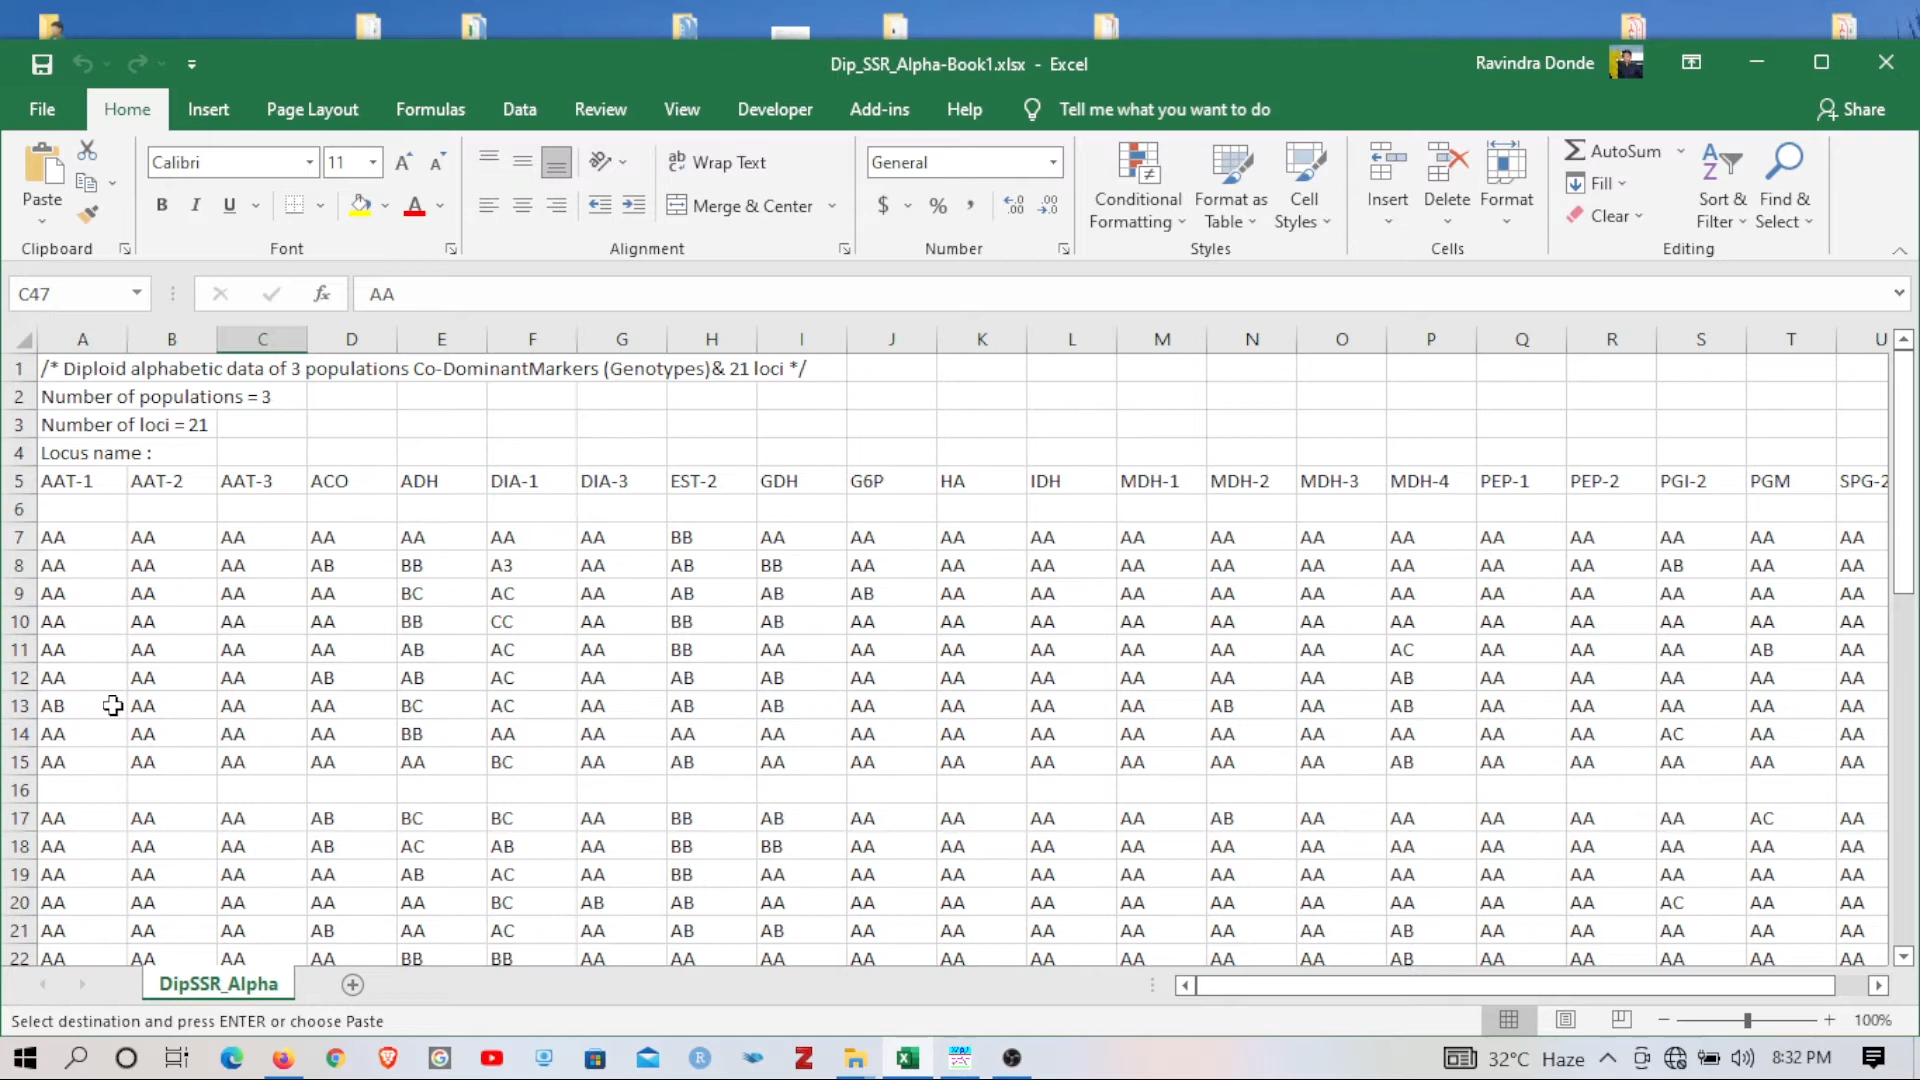 Dip_SSR_Alpha-Book1.xlsx - Excel
Ravindra Donde
File Home Insert Page Layout Formulas Data Review View Developer Add-ins Help Tell me what you want to do Share
Paste
Clipboard
Calibri 11
B I U
Font
Wrap Text
Merge & Center
Alignment
General
$ % ,
Number
Conditional Formatting
Format as Table
Cell Styles
Styles
Insert Delete Format
Cells
AutoSum
Fill
Clear
Sort & Filter
Find & Select
Editing
C47 fx AA
A B C D E F G H I J K L M N O P Q R S T U
1 /* Diploid alphabetic data of 3 populations Co-DominantMarkers (Genotypes)& 21 loci */
2 Number of populations = 3
3 Number of loci = 21
4 Locus name :
5 AAT-1 AAT-2 AAT-3 ACO ADH DIA-1 DIA-3 EST-2 GDH G6P HA IDH MDH-1 MDH-2 MDH-3 MDH-4 PEP-1 PEP-2 PGI-2 PGM SPG-2
6
7 AA AA AA AA AA AA AA BB AA AA AA AA AA AA AA AA AA AA AA AA AA
8 AA AA AA AB BB A3 AA AB BB AA AA AA AA AA AA AA AA AA AB AA AA
9 AA AA AA AA BC AC AA AB AB AB AA AA AA AA AA AA AA AA AA AA AA
10 AA AA AA AA BB CC AA BB AB AA AA AA AA AA AA AA AA AA AA AA AA
11 AA AA AA AA AB AC AA BB AA AA AA AA AA AA AA AC AA AA AA AB AA
12 AA AA AA AB AB AC AA AB AB AA AA AA AA AA AA AB AA AA AA AA AA
13 AB AA AA AA BC AC AA AB AB AA AA AA AA AB AA AB AA AA AA AA AA
14 AA AA AA AA BB AA AA AA AA AA AA AA AA AA AA AA AA AA AC AA AA
15 AA AA AA AA AA BC AA AB AA AA AA AA AA AA AA AB AA AA AA AA AA
16
17 AA AA AA AB BC BC AA BB AB AA AA AA AA AB AA AA AA AA AA AC AA
18 AA AA AA AB AC AB AA BB BB AA AA AA AA AA AA AA AA AA AA AA AA
19 AA AA AA AA AB AC AA BB AA AA AA AA AA AA AA AA AA AA AA AA AA
20 AA AA AA AA AA BC AB AB AA AA AA AA AA AA AA AA AA AA AC AA AA
21 AA AA AA AB AA AC AA AB AB AA AA AA AA AA AA AB AA AA AA AA AA
22 AA AA AA AA BB BB AA AA AA AA AA AA AA AA AA AB AA AA AA AA AA
DipSSR_Alpha
Select destination and press ENTER or choose Paste 100%
32°C Haze 8:32 PM